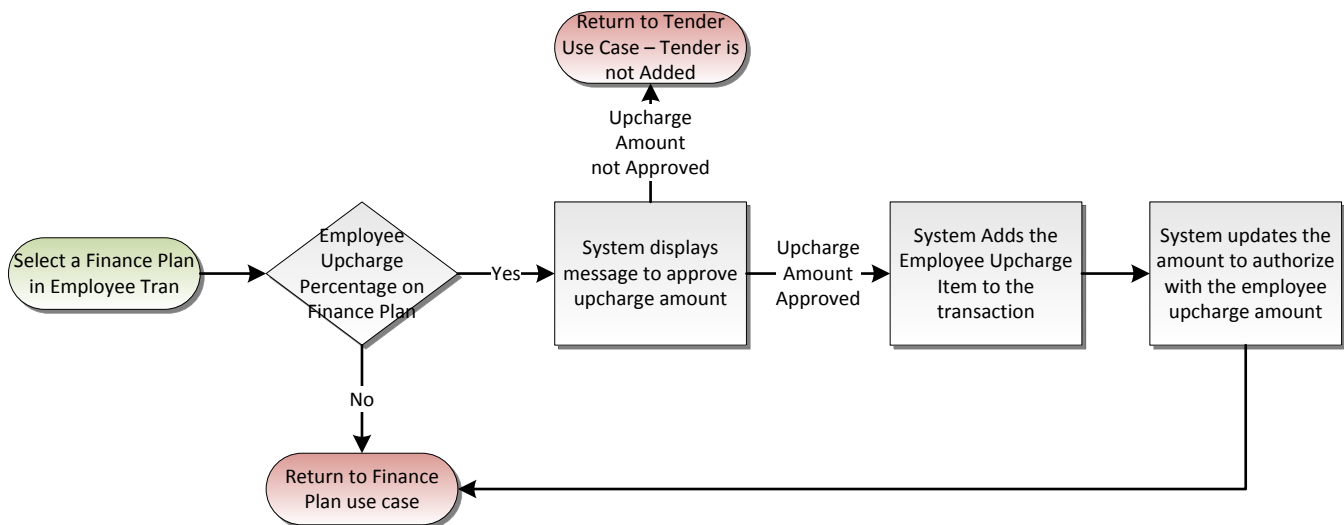 Return to Tender
Use Case – Tender is
not Added
Upcharge
Amount
not Approved
Select a Finance Plan
in Employee Tran
Employee
Upcharge
Percentage on
Finance Plan
Yes
System displays
message to approve
upcharge amount
Upcharge
Amount
Approved
System Adds the
Employee Upcharge
Item to the
transaction
System updates the
amount to authorize
with the employee
upcharge amount
No
Return to Finance
Plan use case